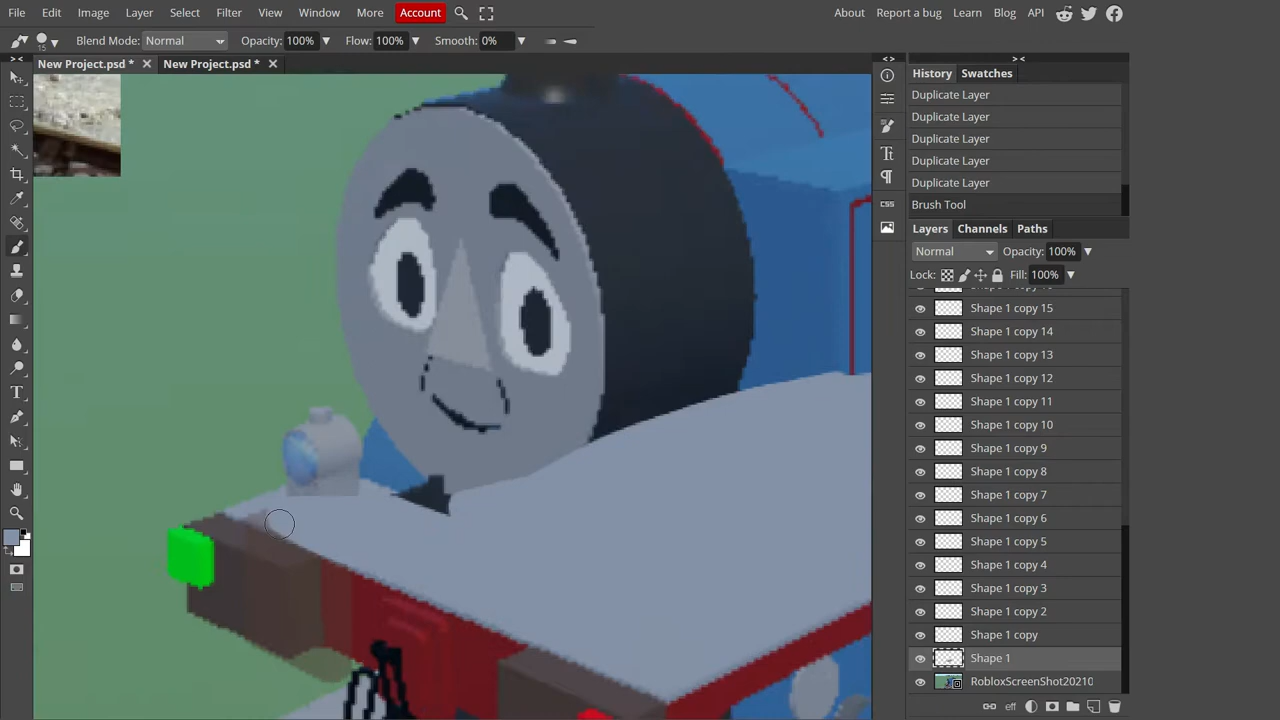 File Edit Image Layer Select Filter View Window More Account About Report a bug Learn Blog API
15 Blend Mode: Normal Opacity: 100% Flow: 100% Smooth: 0%
New Project.psd * New Project.psd *
History Swatches
Duplicate Layer
Duplicate Layer
Duplicate Layer
Duplicate Layer
Duplicate Layer
Brush Tool
CSS
Layers Channels Paths
Normal Opacity: 100%
Lock: Fill: 100%
Shape 1 copy 15
Shape 1 copy 14
Shape 1 copy 13
Shape 1 copy 12
Shape 1 copy 11
Shape 1 copy 10
Shape 1 copy 9
Shape 1 copy 8
Shape 1 copy 7
Shape 1 copy 6
Shape 1 copy 5
Shape 1 copy 4
Shape 1 copy 3
Shape 1 copy 2
Shape 1 copy
Shape 1
RobloxScreenShot20210
eff